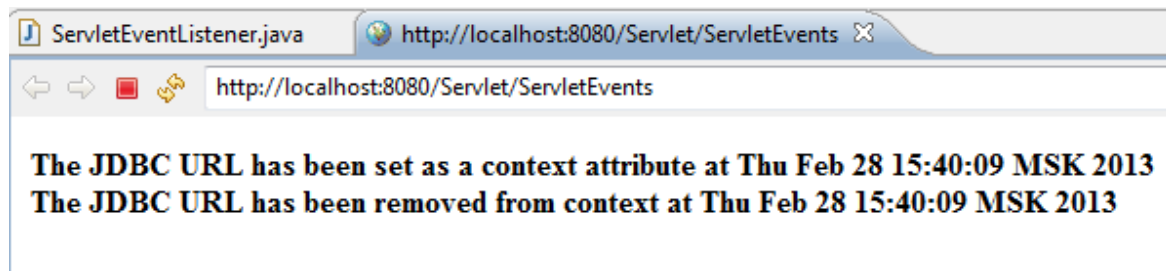 ServletEventListener.java
http://localhost:8080/Servlet/ServletEvents
http://localhost:8080/Servlet/ServletEvents
The JDBC URL has been set as a context attribute at Thu Feb 28 15:40:09 MSK 2013
The JDBC URL has been removed from context at Thu Feb 28 15:40:09 MSK 2013